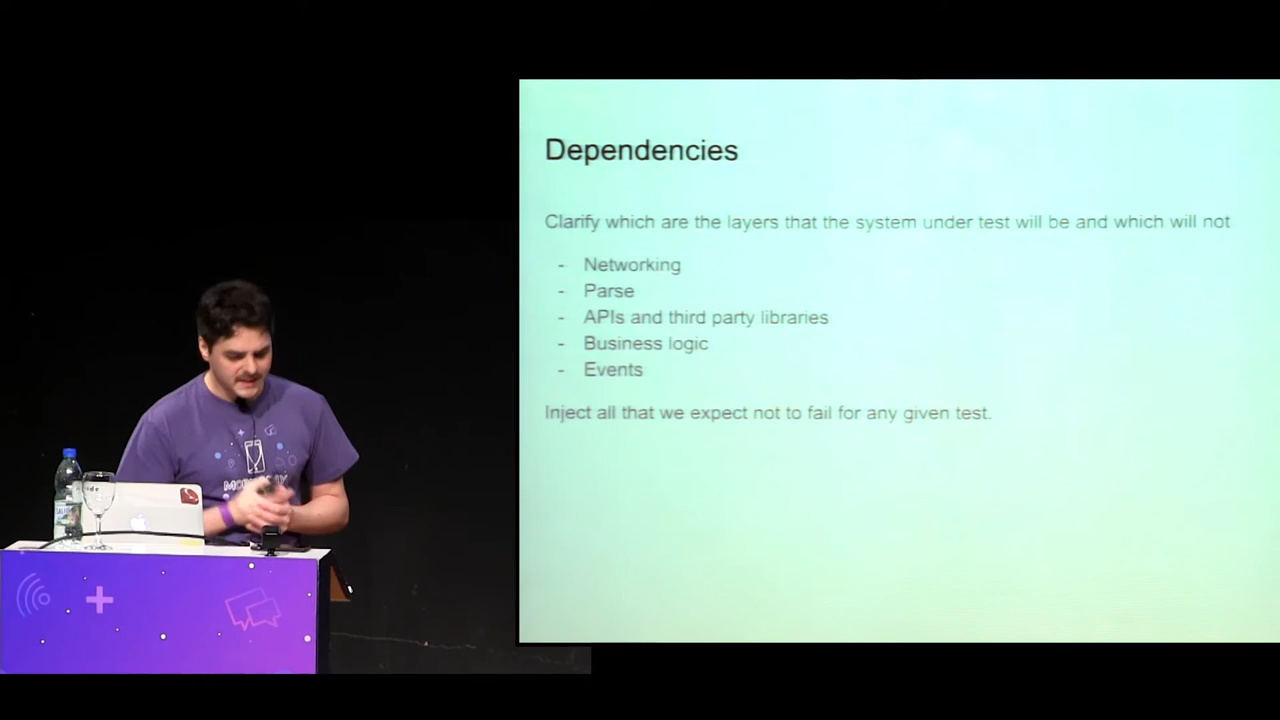 Dependencies
Clarify which are the layers that the system under test will be and which will not
- Networking
- Parse
- APIs and third party libraries
- Business logic
- Events
Inject all that we expect not to fail for any given test.